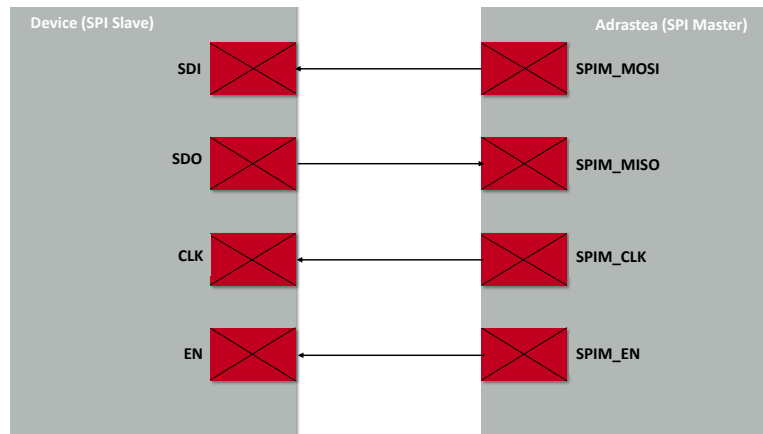 Device (SPI Slave)
Adrastea (SPI Master)
SDI
SPIM_MOSI
SDO
SPIM_MISO
CLK
SPIM_CLK
EN
SPIM_EN